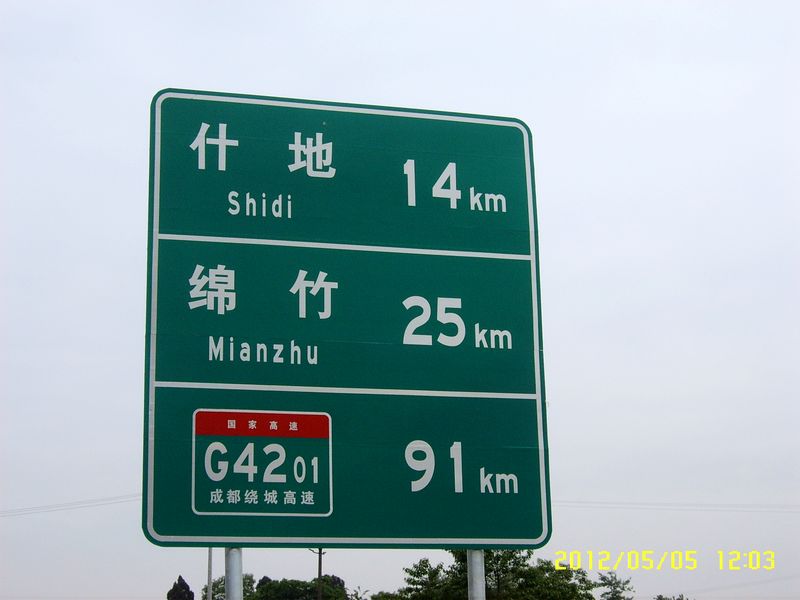 什地 14 km
Shidi
绵竹 25 km
Mianzhu
国家高速
G4201 91 km
成都绕城高速
2012/05/05 12:03